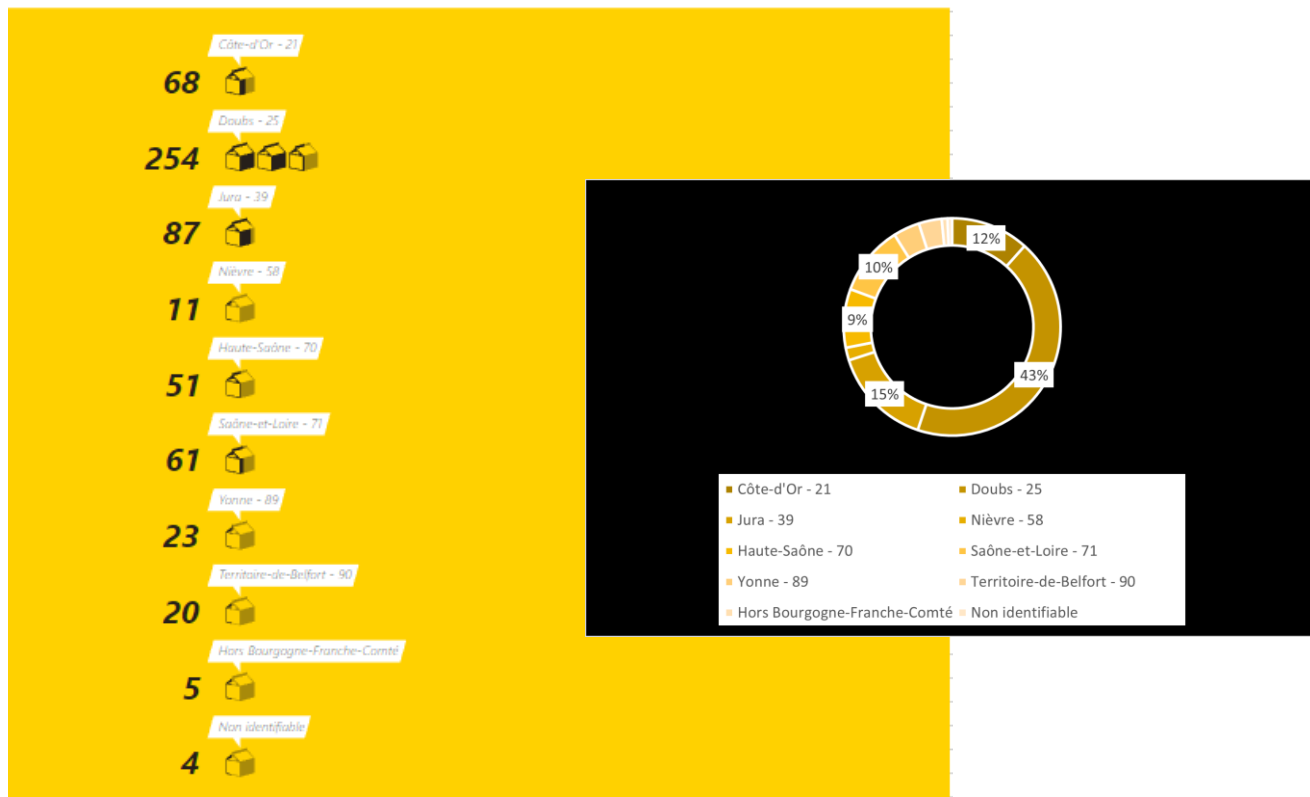 Côte-d'Or - 21
68
Doubs - 25
254
Jura - 39
87
Nièvre - 58
11
Haute-Saône - 70
51
Saône-et-Loire - 71
61
Yonne - 89
23
Territoire-de-Belfort - 90
20
Hors Bourgogne-Franche-Comté
5
Non identifiable
4
12%
10%
9%
43%
15%
Côte-d'Or - 21 Doubs - 25
Jura - 39 Nièvre - 58
Haute-Saône - 70 Saône-et-Loire - 71
Yonne - 89 Territoire-de-Belfort - 90
Hors Bourgogne-Franche-Comté Non identifiable